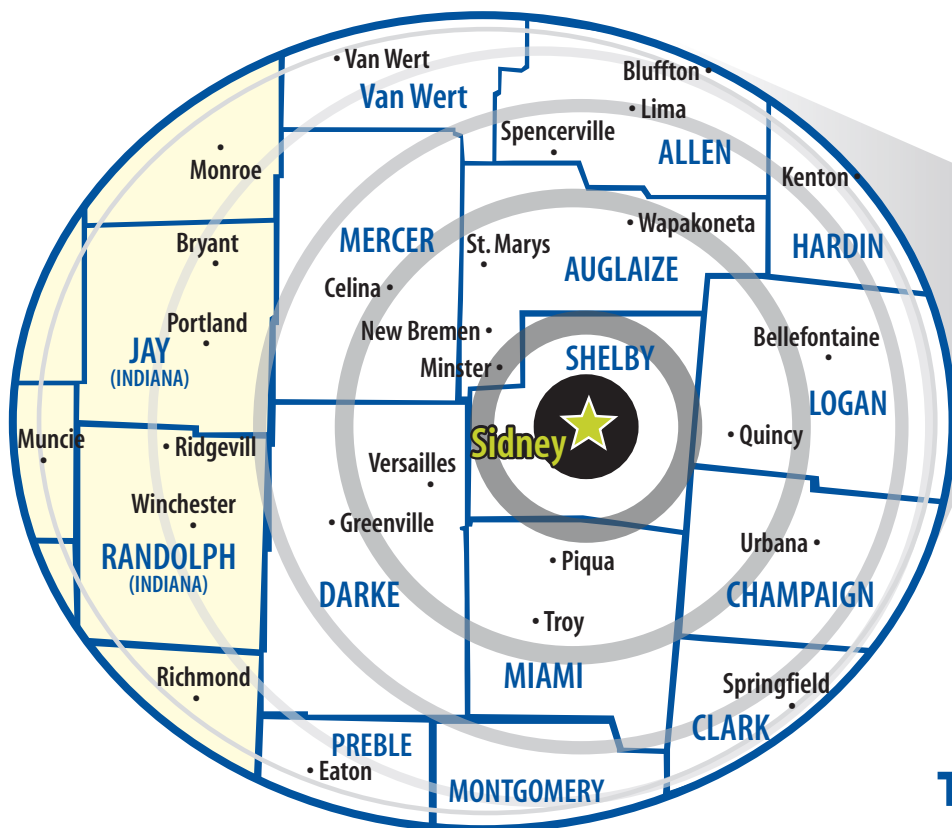 Van Wert
Van Wert
Bluffton
Lima
Spencerville
ALLEN
Monroe
Kenton
Bryant
MERCER
St. Marys
Wapakoneta
AUGLAIZE
HARDIN
Celina
Portland
JAY
(INDIANA)
New Bremen
Minster
SHELBY
Bellefontaine
LOGAN
Muncie
Ridgevill
Sidney
Quincy
Versailles
Winchester
Greenville
RANDOLPH
(INDIANA)
Urbana
Piqua
DARKE
CHAMPAIGN
Troy
MIAMI
Richmond
Springfield
CLARK
PREBLE
Eaton
MONTGOMERY
T